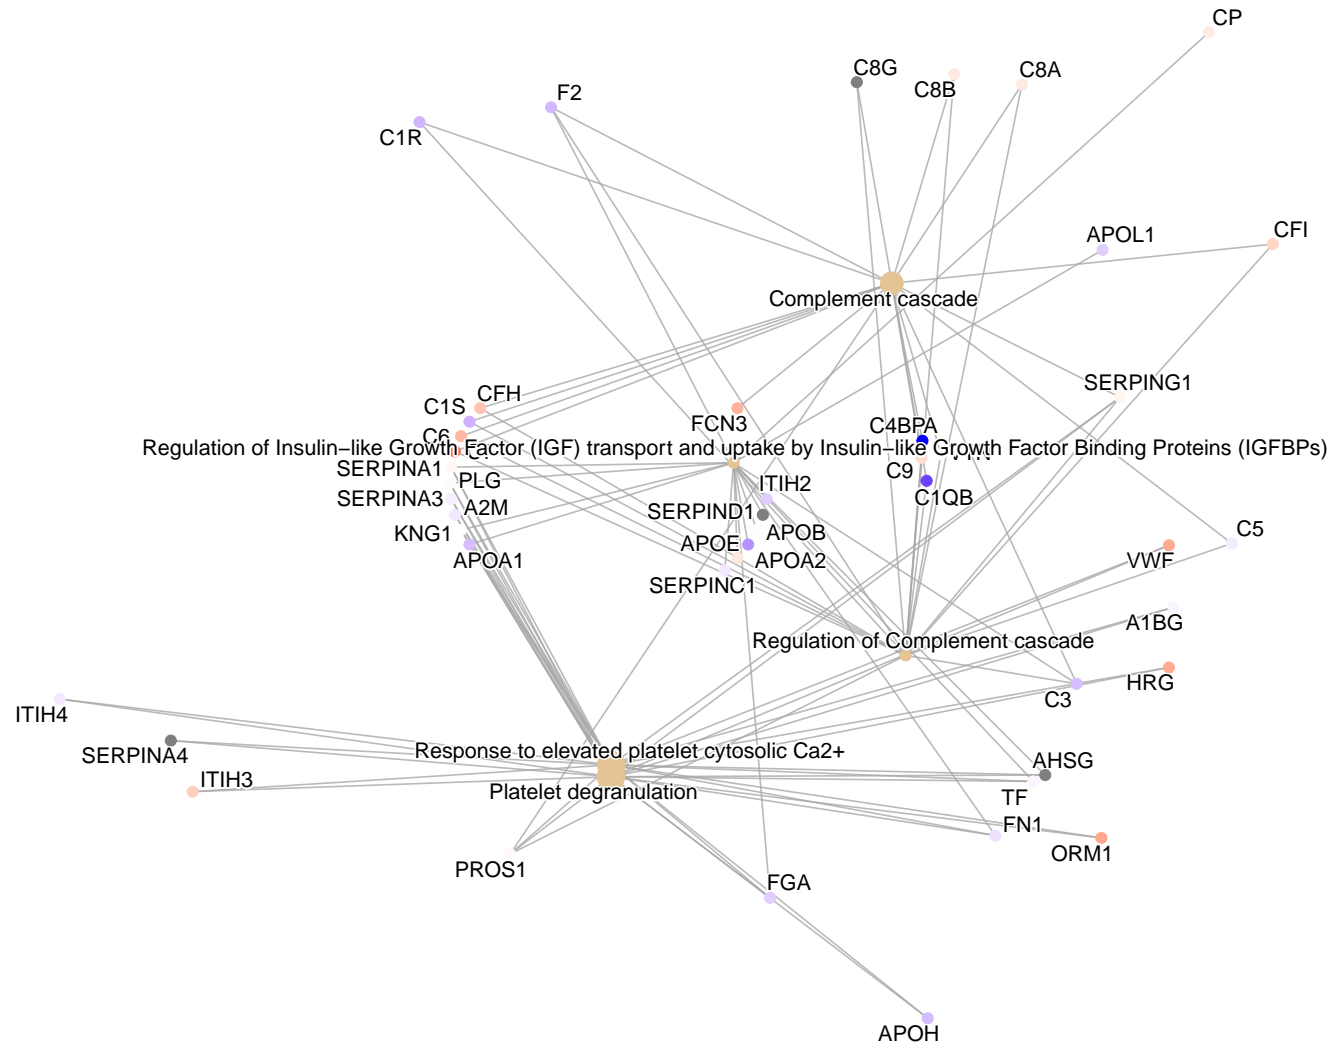 CP
C8G
C8A
C8B
F2
C1R
CFI
APOL1
Complement cascade
SERPING1
CFH
C1S
FCN3
C4BPA
C6
Regulation of Insulin−like Growth Factor (IGF) transport and uptake by Insulin−like Growth Factor Binding Proteins (IGFBPs)
SERPINA1
C9
PLG
ITIH2
SERPINA3
C1QB
A2M
SERPIND1
KNG1
APOB
C5
APOE
APOA1
APOA2
VWF
SERPINC1
A1BG
Regulation of Complement cascade
HRG
C3
ITIH4
Response to elevated platelet cytosolic Ca2+
SERPINA4
AHSG
ITIH3
Platelet degranulation
TF
FN1
ORM1
PROS1
FGA
APOH